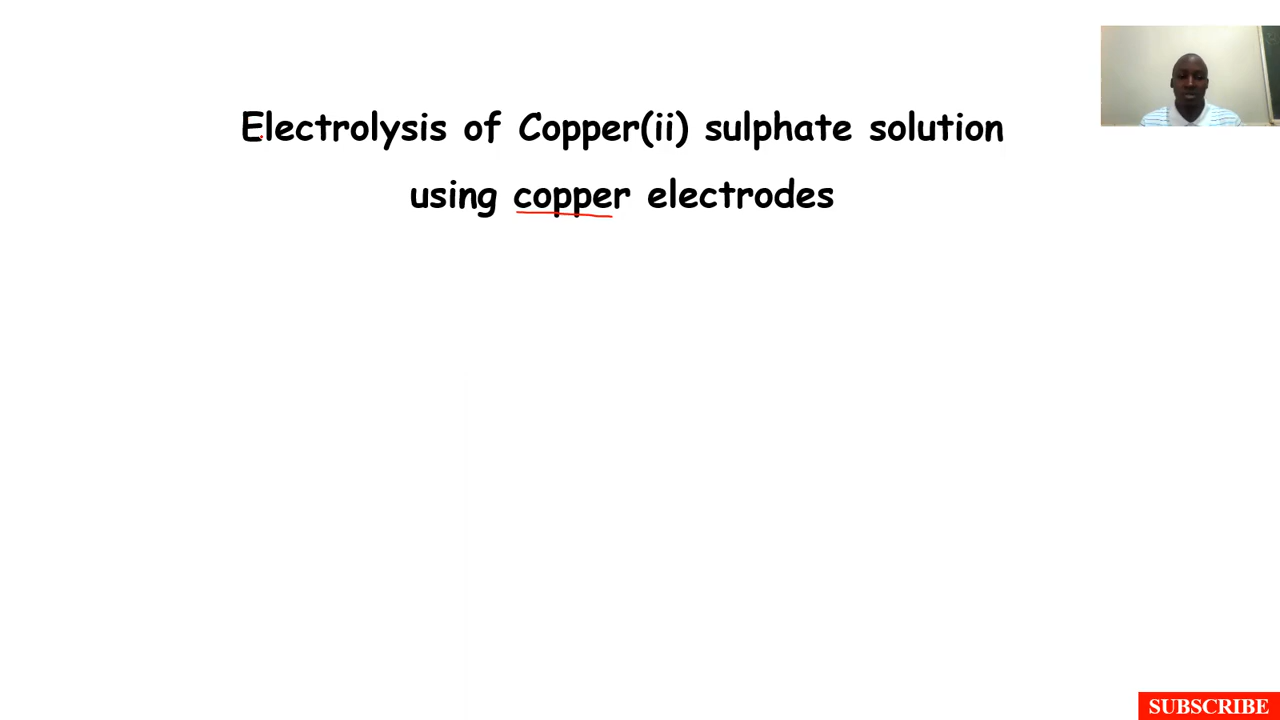 Electrolysis of Copper(ii) sulphate solution
using copper electrodes
SUBSCRIBE